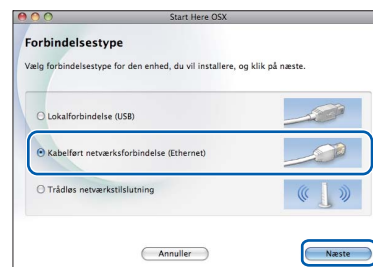 Start Here OSX
Forbindelsestype
Vælg forbindelsestype for den enhed, du vil installere, og klik på næste.
Lokalforbindelse (USB)
Kabelført netværksforbindelse (Ethernet)
Trådløs netværkstilslutning
Annuller
Næste